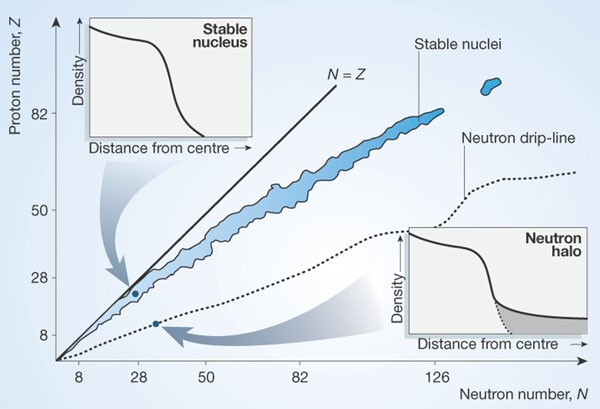 Proton number, Z
82
50
28
8
8
28
50
82
126
Neutron number, N
Stable
nucleus
Density
Distance from centre
N = Z
Stable nuclei
Neutron drip-line
Neutron
halo
Density
Distance from centre